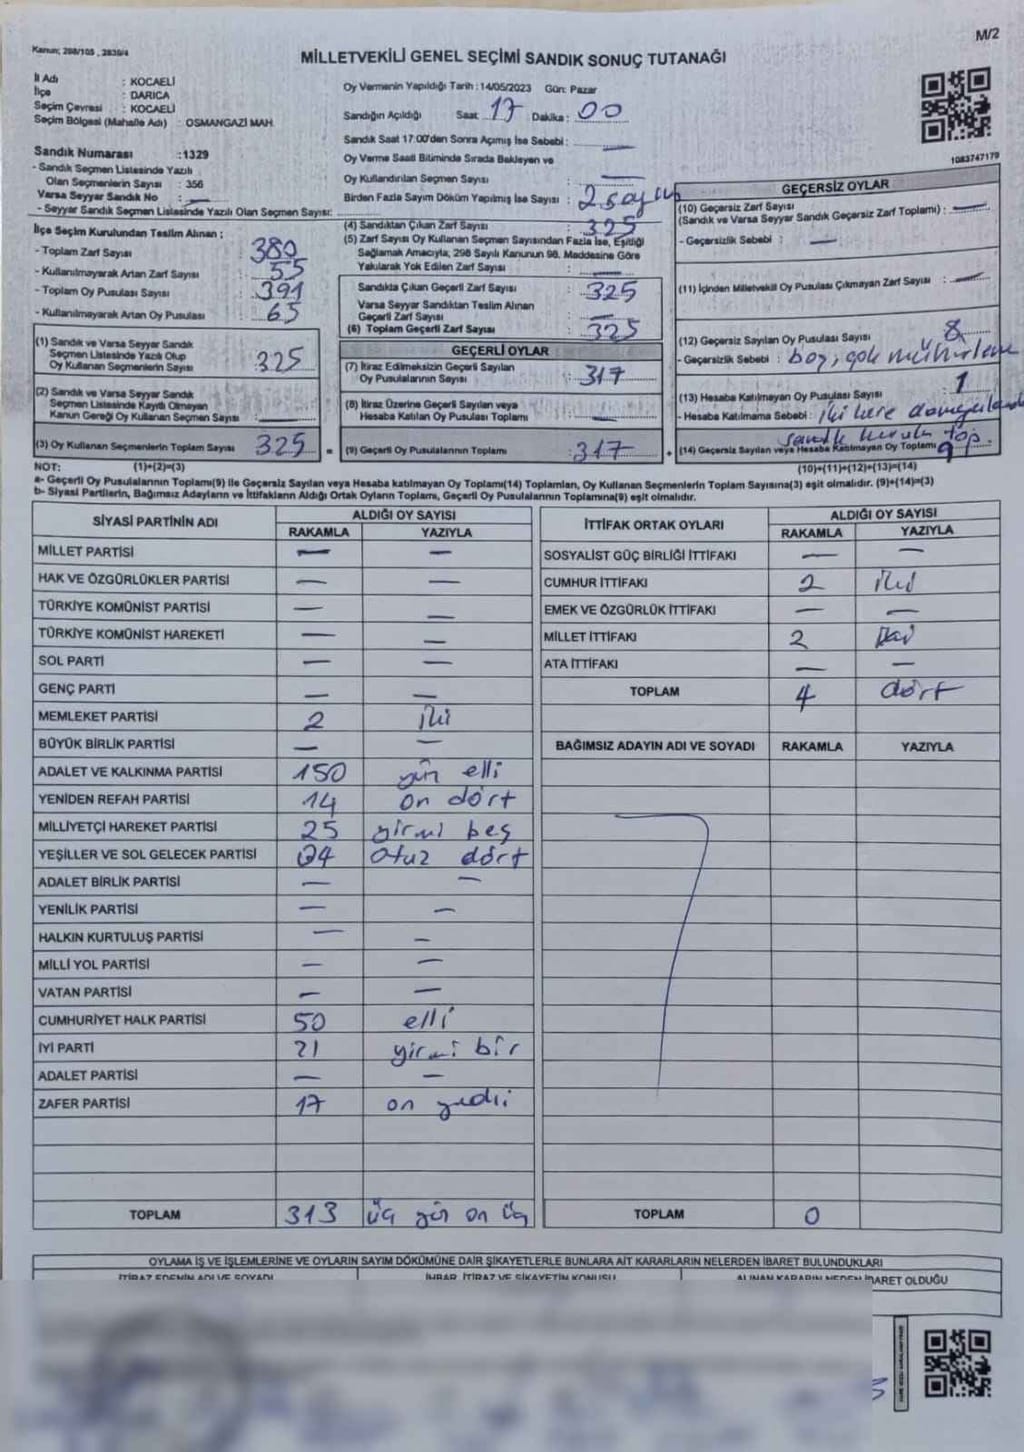 M/2
Kanun; 298/105 , 2839/4
MİLLETVEKİLİ GENEL SEÇİMİ SANDIK SONUÇ TUTANAĞI
İl Adı : KOCAELİ
İlçe : DARICA
Seçim Çevresi : KOCAELİ
Seçim Bölgesi (Mahalle Adı) : OSMANGAZİ MAH.
Oy Vermenin Yapıldığı Tarih : 14/05/2023 Gün: Pazar
Sandığın Açıldığı Saat: 17 Dakika : 00
Sandık Saat 17:00'den Sonra Açımış İse Sebebi : —
Oy Verme Saati Bitiminde Sırada Bekleyen ve
Oy Kullandırılan Seçmen Sayısı : —
Birden Fazla Sayım Döküm Yapılmış İse Sayısı : 2
1083747179
Sandık Numarası :1329
- Sandık Seçmen Listesinde Yazılı
Olan Seçmenlerin Sayısı : 356
Varsa Seyyar Sandık No : —
- Seyyar Sandık Seçmen Listesinde Yazılı Olan Seçmen Sayısı:
İlçe Seçim Kurulundan Teslim Alınan ;
- Toplam Zarf Sayısı : 380
- Kullanılmayarak Artan Zarf Sayısı : 55
- Toplam Oy Pusulası Sayısı : 391
- Kullanılmayarak Artan Oy Pusulası : 65
(1) Sandık ve Varsa Seyyar Sandık
Seçmen Listesinde Yazılı Olup
Oy Kullanan Seçmenlerin Sayısı :325
(2) Sandık ve Varsa Seyyar Sandık
Seçmen Listesinde Kayıtlı Olmayan
Kanun Gereği Oy Kullanan Seçmen Sayısı : —
(3) Oy Kullanan Seçmenlerin Toplam Sayısı 325 =
(4) Sandıktan Çıkan Zarf Sayısı : 325
(5) Zarf Sayısı Oy Kullanan Seçmen Sayısından Fazla İse, Eşitliği
Sağlamak Amacıyla, 298 Sayılı Kanunun 98. Maddesine Göre
Yakılarak Yok Edilen Zarf Sayısı : —
Sandıkta Çıkan Geçerli Zarf Sayısı : 325
Varsa Seyyar Sandıktan Teslim Alınan
Geçerli Zarf Sayısı : —
(6) Toplam Geçerli Zarf Sayısı : 325
GEÇERLİ OYLAR
(7) İtiraz Edilmeksizin Geçerli Sayılan
Oy Pusulalarının Sayısı : 317
(8) İtiraz Üzerine Geçerli Sayılan veya
Hesaba Katılan Oy Pusulası Toplamı : —
(9) Geçerli Oy Pusulalarının Toplamı :317 +
GEÇERSİZ OYLAR
(10) Geçersiz Zarf Sayısı
(Sandık ve Varsa Seyyar Sandık Geçersiz Zarf Toplamı) : —
- Geçersizlik Sebebi : —
(11) İçinden Milletvekili Oy Pusulası Çıkmayan Zarf Sayısı : —
(12) Geçersiz Sayılan Oy Pusulası Sayısı : 8
- Geçersizlik Sebebi : boş, çok
(13) Hesaba Katılmayan Oy Pusulası Sayısı : 1
- Hesaba Katılmama Sebebi : iki kere
sandık kurulu
(14) Geçersiz Sayılan veya Hesaba Katılmayan Oy Toplamı 9
NOT: (1)+(2)=(3)
(10)+(11)+(12)+(13)=(14)
a- Geçerli Oy Pusulalarının Toplamı(9) ile Geçersiz Sayılan veya Hesaba katılmayan Oy Toplamı(14) Toplamları, Oy Kullanan Seçmenlerin Toplam Sayısına(3) eşit olmalıdır. (9)+(14)=(3)
b- Siyasi Partilerin, Bağımsız Adayların ve İttifakların Aldığı Ortak Oyların Toplamı, Geçerli Oy Pusulalarının Toplamına(9) eşit olmalıdır.
SİYASİ PARTİNİN ADI ALDIĞI OY SAYISI
RAKAMLA YAZIYLA
MİLLET PARTİSİ — —
HAK VE ÖZGÜRLÜKLER PARTİSİ — —
TÜRKİYE KOMÜNİST PARTİSİ — —
TÜRKİYE KOMÜNİST HAREKETİ — —
SOL PARTİ — —
GENÇ PARTİ — —
MEMLEKET PARTİSİ 2 iki
BÜYÜK BİRLİK PARTİSİ — —
ADALET VE KALKINMA PARTİSİ 150 yüz elli
YENİDEN REFAH PARTİSİ 14 on dört
MİLLİYETÇİ HAREKET PARTİSİ 25 yirmi beş
YEŞİLLER VE SOL GELECEK PARTİSİ 34 otuz dört
ADALET BİRLİK PARTİSİ — —
YENİLİK PARTİSİ — —
HALKIN KURTULUŞ PARTİSİ — —
MİLLİ YOL PARTİSİ — —
VATAN PARTİSİ — —
CUMHURİYET HALK PARTİSİ 50 elli
İYİ PARTİ 21 yirmi bir
ADALET PARTİSİ — —
ZAFER PARTİSİ 17 on yedi
TOPLAM 313 üç yüz on üç
İTTİFAK ORTAK OYLARI ALDIĞI OY SAYISI
RAKAMLA YAZIYLA
SOSYALİST GÜÇ BİRLİĞİ İTTİFAKI — —
CUMHUR İTTİFAKI 2 iki
EMEK VE ÖZGÜRLÜK İTTİFAKI — —
MİLLET İTTİFAKI 2 iki
ATA İTTİFAKI — —
TOPLAM 4 dört
BAĞIMSIZ ADAYIN ADI VE SOYADI RAKAMLA YAZIYLA
TOPLAM 0
OYLAMA İŞ VE İŞLEMLERİNE VE OYLARIN SAYIM DÖKÜMÜNE DAİR ŞİKAYETLERLE BUNLARA AİT KARARLARIN NELERDEN İBARET BULUNDUKLARI
İTİRAZ EDENİN ADI VE SOYADI İHBAR, İTİRAZ VE ŞİKAYETİN KONUSU ALINAN KARARIN NEDEN İBARET OLDUĞU